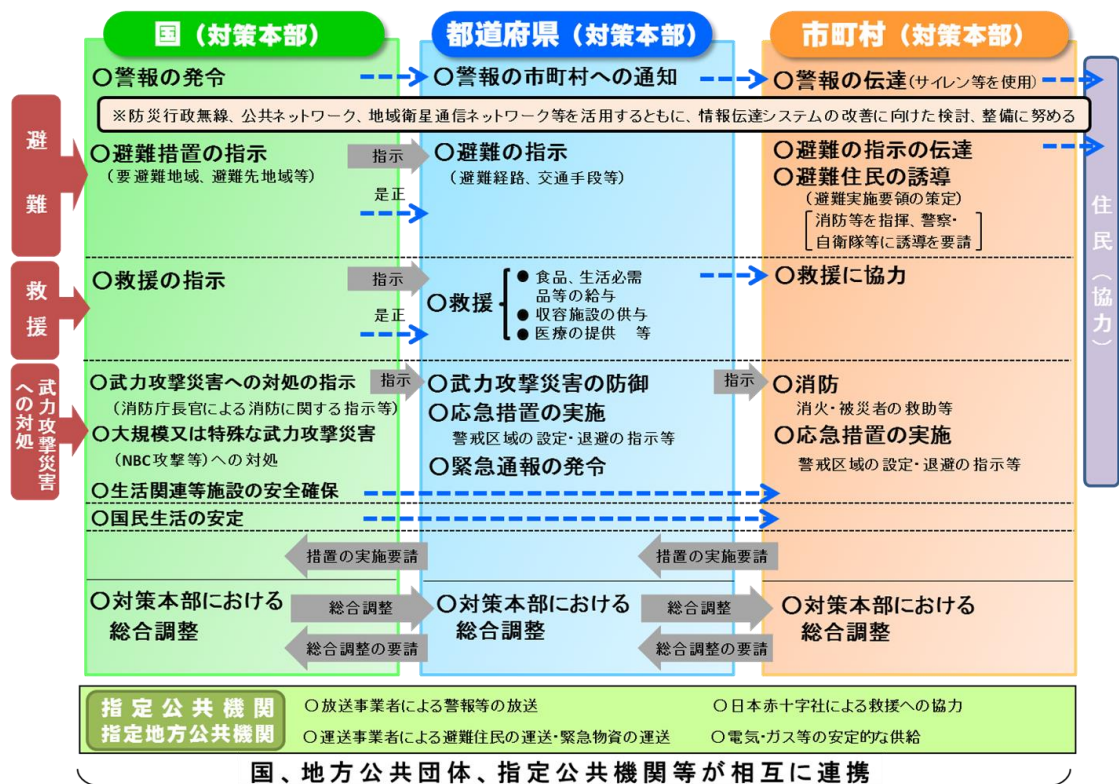 国（対策本部）
都道府県（対策本部）
市町村（対策本部）
〇警報の発令
〇警報の市町村への通知
〇警報の伝達(サイレン等を使用)
※防災行政無線、公共ネットワーク、地域衛星通信ネットワーク等を活用するともに、情報伝達システムの改善に向けた検討、整備に努める
避難
〇避難措置の指示
（要避難地域、避難先地域等）
指示
是正
〇避難の指示
（避難経路、交通手段等）
〇避難の指示の伝達
〇避難住民の誘導
（避難実施要領の策定）
消防等を指揮、警察・
自衛隊等に誘導を要請
住民（協力）
救援
〇救援の指示
指示
是正
〇救援
● 食品、生活必需
品等の給与
● 収容施設の供与
● 医療の提供　等
〇救援に協力
武力攻撃災害
への対処
〇武力攻撃災害への対処の指示
（消防庁長官による消防に関する指示等）
〇大規模又は特殊な武力攻撃災害
（NBC攻撃等）への対処
〇生活関連等施設の安全確保
〇国民生活の安定
指示
〇武力攻撃災害の防御
〇応急措置の実施
警戒区域の設定・退避の指示等
〇緊急通報の発令
指示
〇消防
消火・被災者の救助等
〇応急措置の実施
警戒区域の設定・退避の指示等
措置の実施要請
措置の実施要請
〇対策本部における
総合調整
総合調整
総合調整の要請
〇対策本部における
総合調整
総合調整
総合調整の要請
〇対策本部における
総合調整
指定公共機関
指定地方公共機関
〇放送事業者による警報等の放送
〇日本赤十字社による救援への協力
〇運送事業者による避難住民の運送・緊急物資の運送
〇電気・ガス等の安定的な供給
国、地方公共団体、指定公共機関等が相互に連携